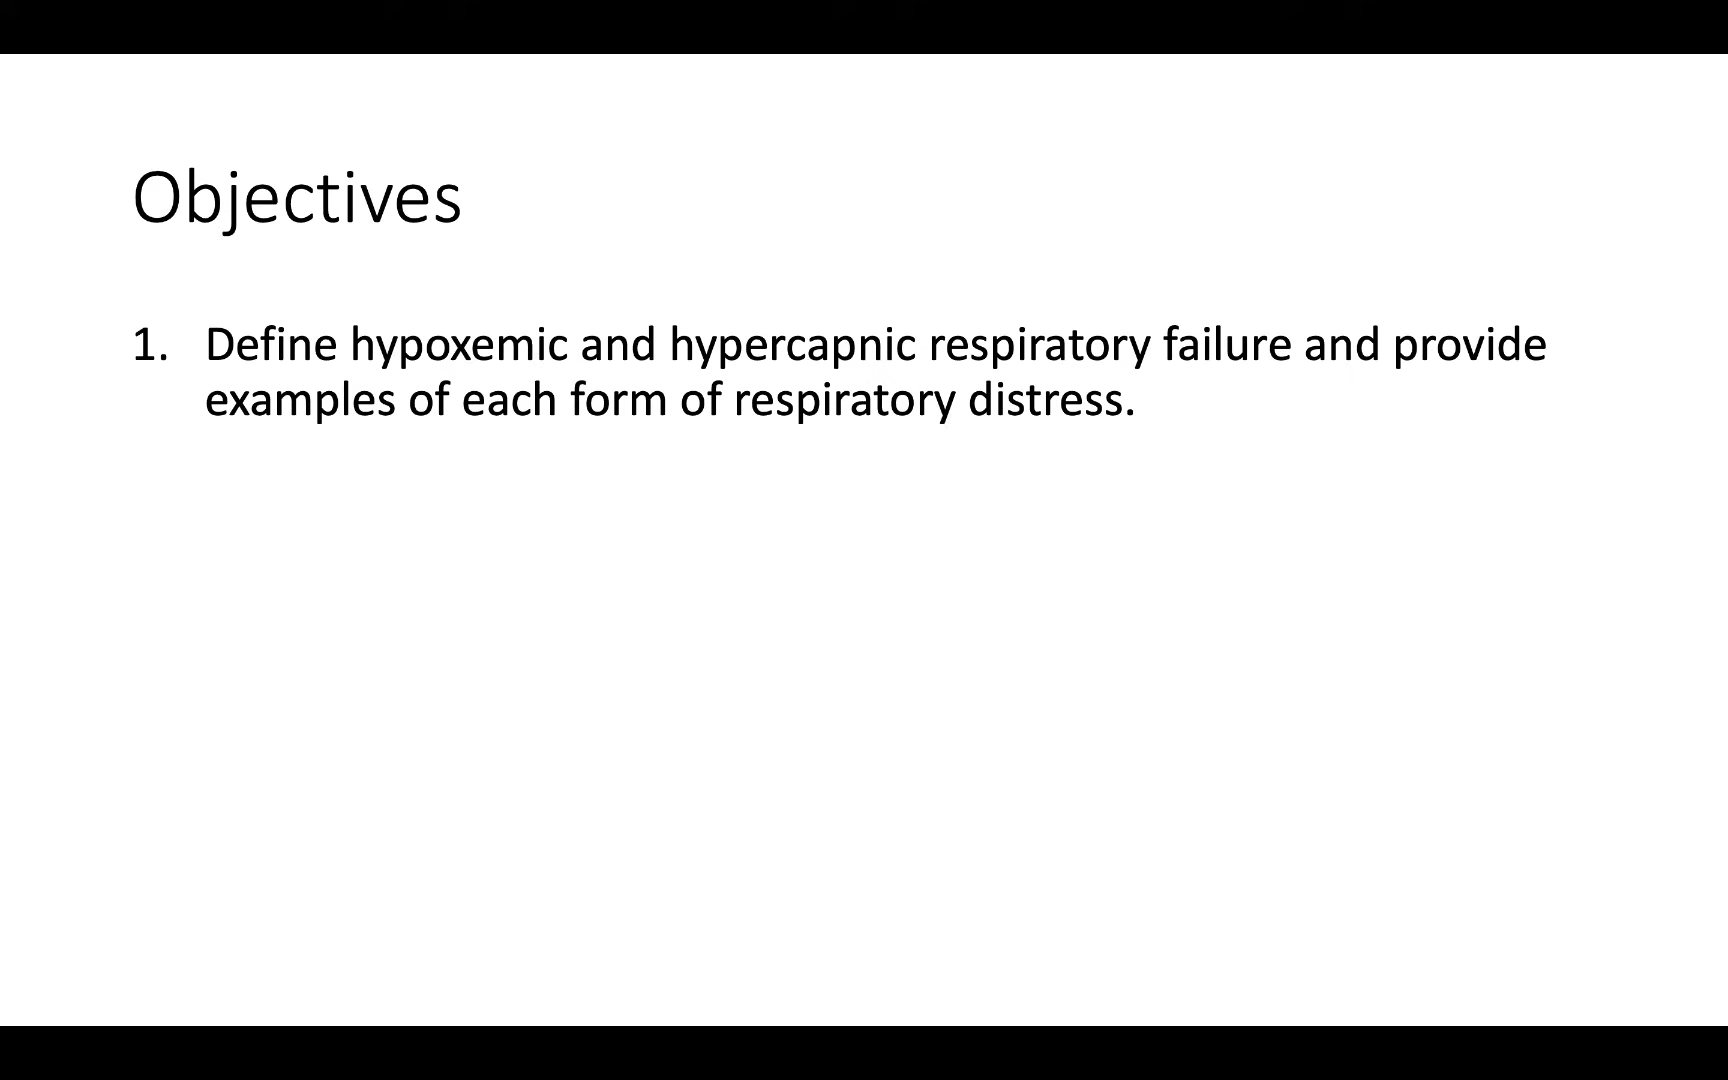 Objectives
1. Define hypoxemic and hypercapnic respiratory failure and provide
examples of each form of respiratory distress.